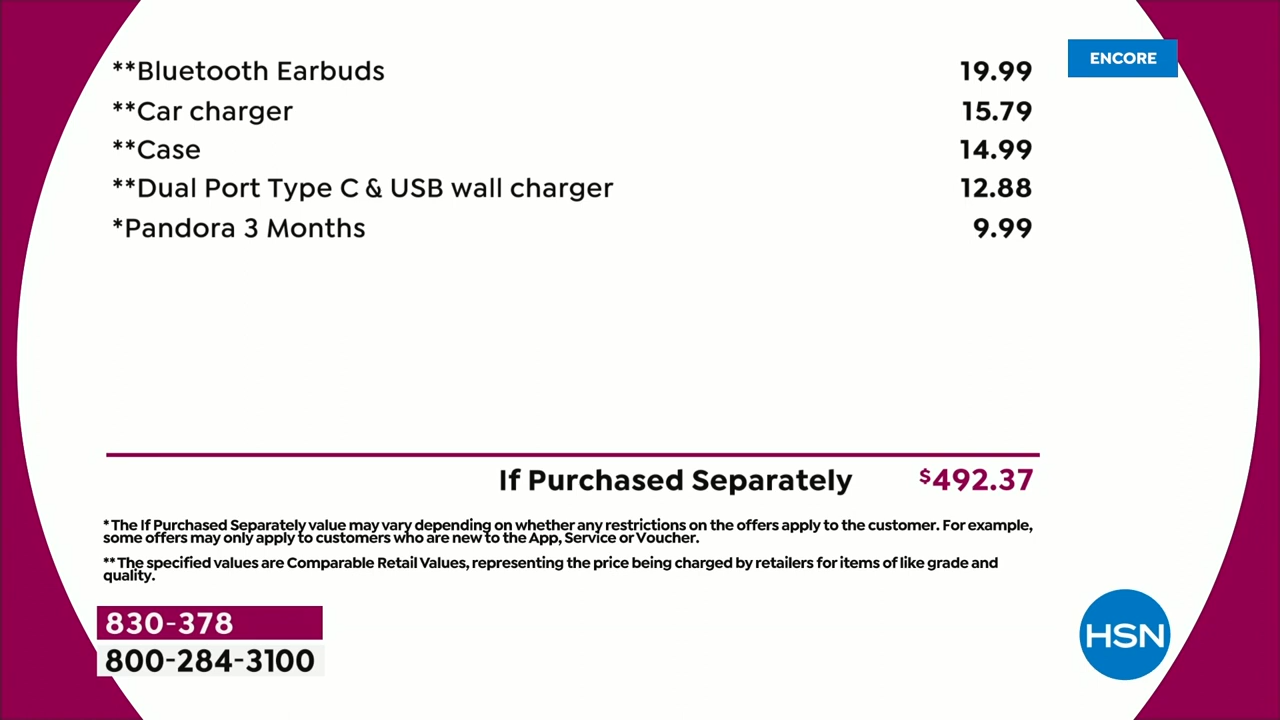 ENCORE
**Bluetooth Earbuds 19.99
**Car charger 15.79
**Case 14.99
**Dual Port Type C & USB wall charger 12.88
*Pandora 3 Months 9.99
If Purchased Separately $492.37
* The If Purchased Separately value may vary depending on whether any restrictions on the offers apply to the customer. For example,
some offers may only apply to customers who are new to the App, Service or Voucher.
** The specified values are Comparable Retail Values, representing the price being charged by retailers for items of like grade and
quality.
830-378
800-284-3100
HSN